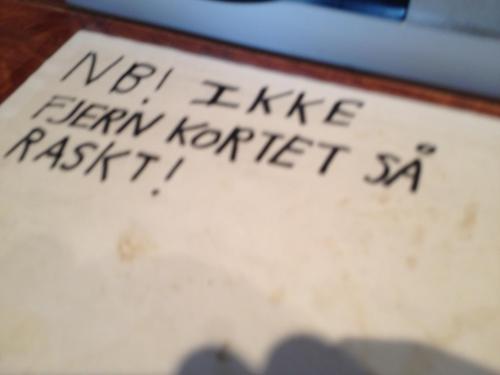 NB! IKKE
FJERN KORTET SÅ
RASKT!